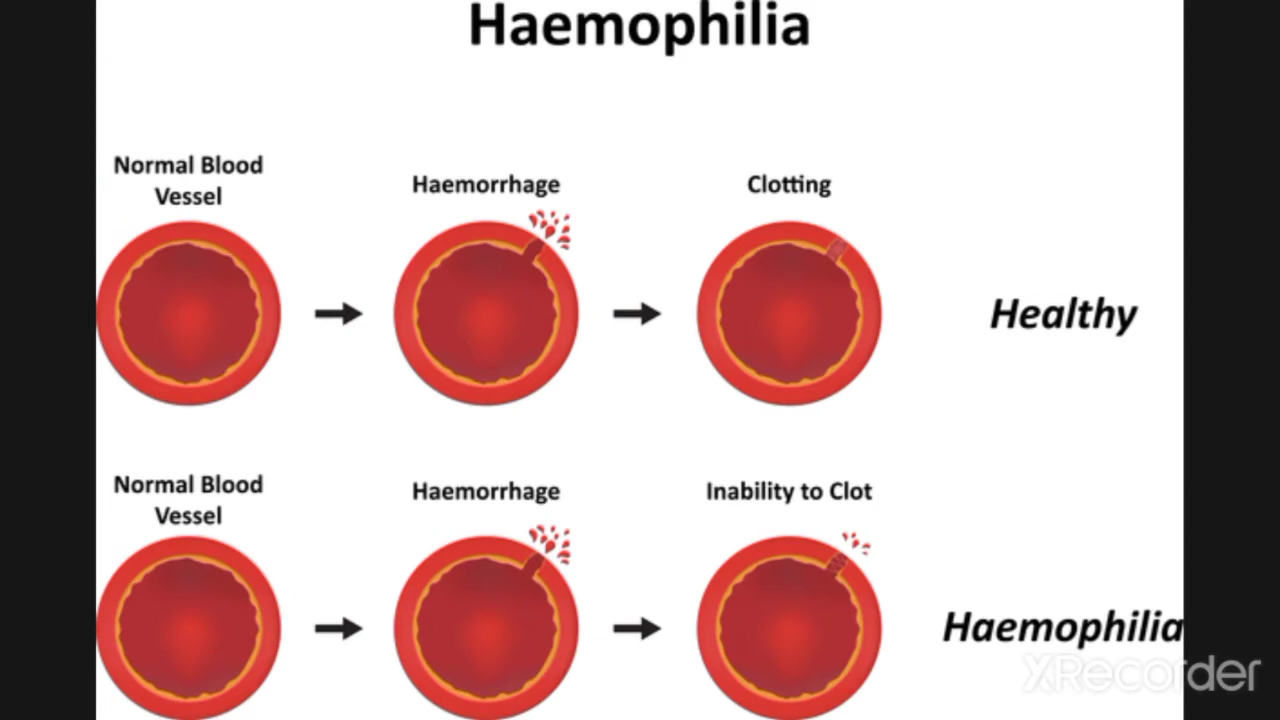 Haemophilia
Normal Blood
Vessel
Haemorrhage
Clotting
Healthy
Normal Blood
Vessel
Haemorrhage
Inability to Clot
Haemophilia
XRecorder